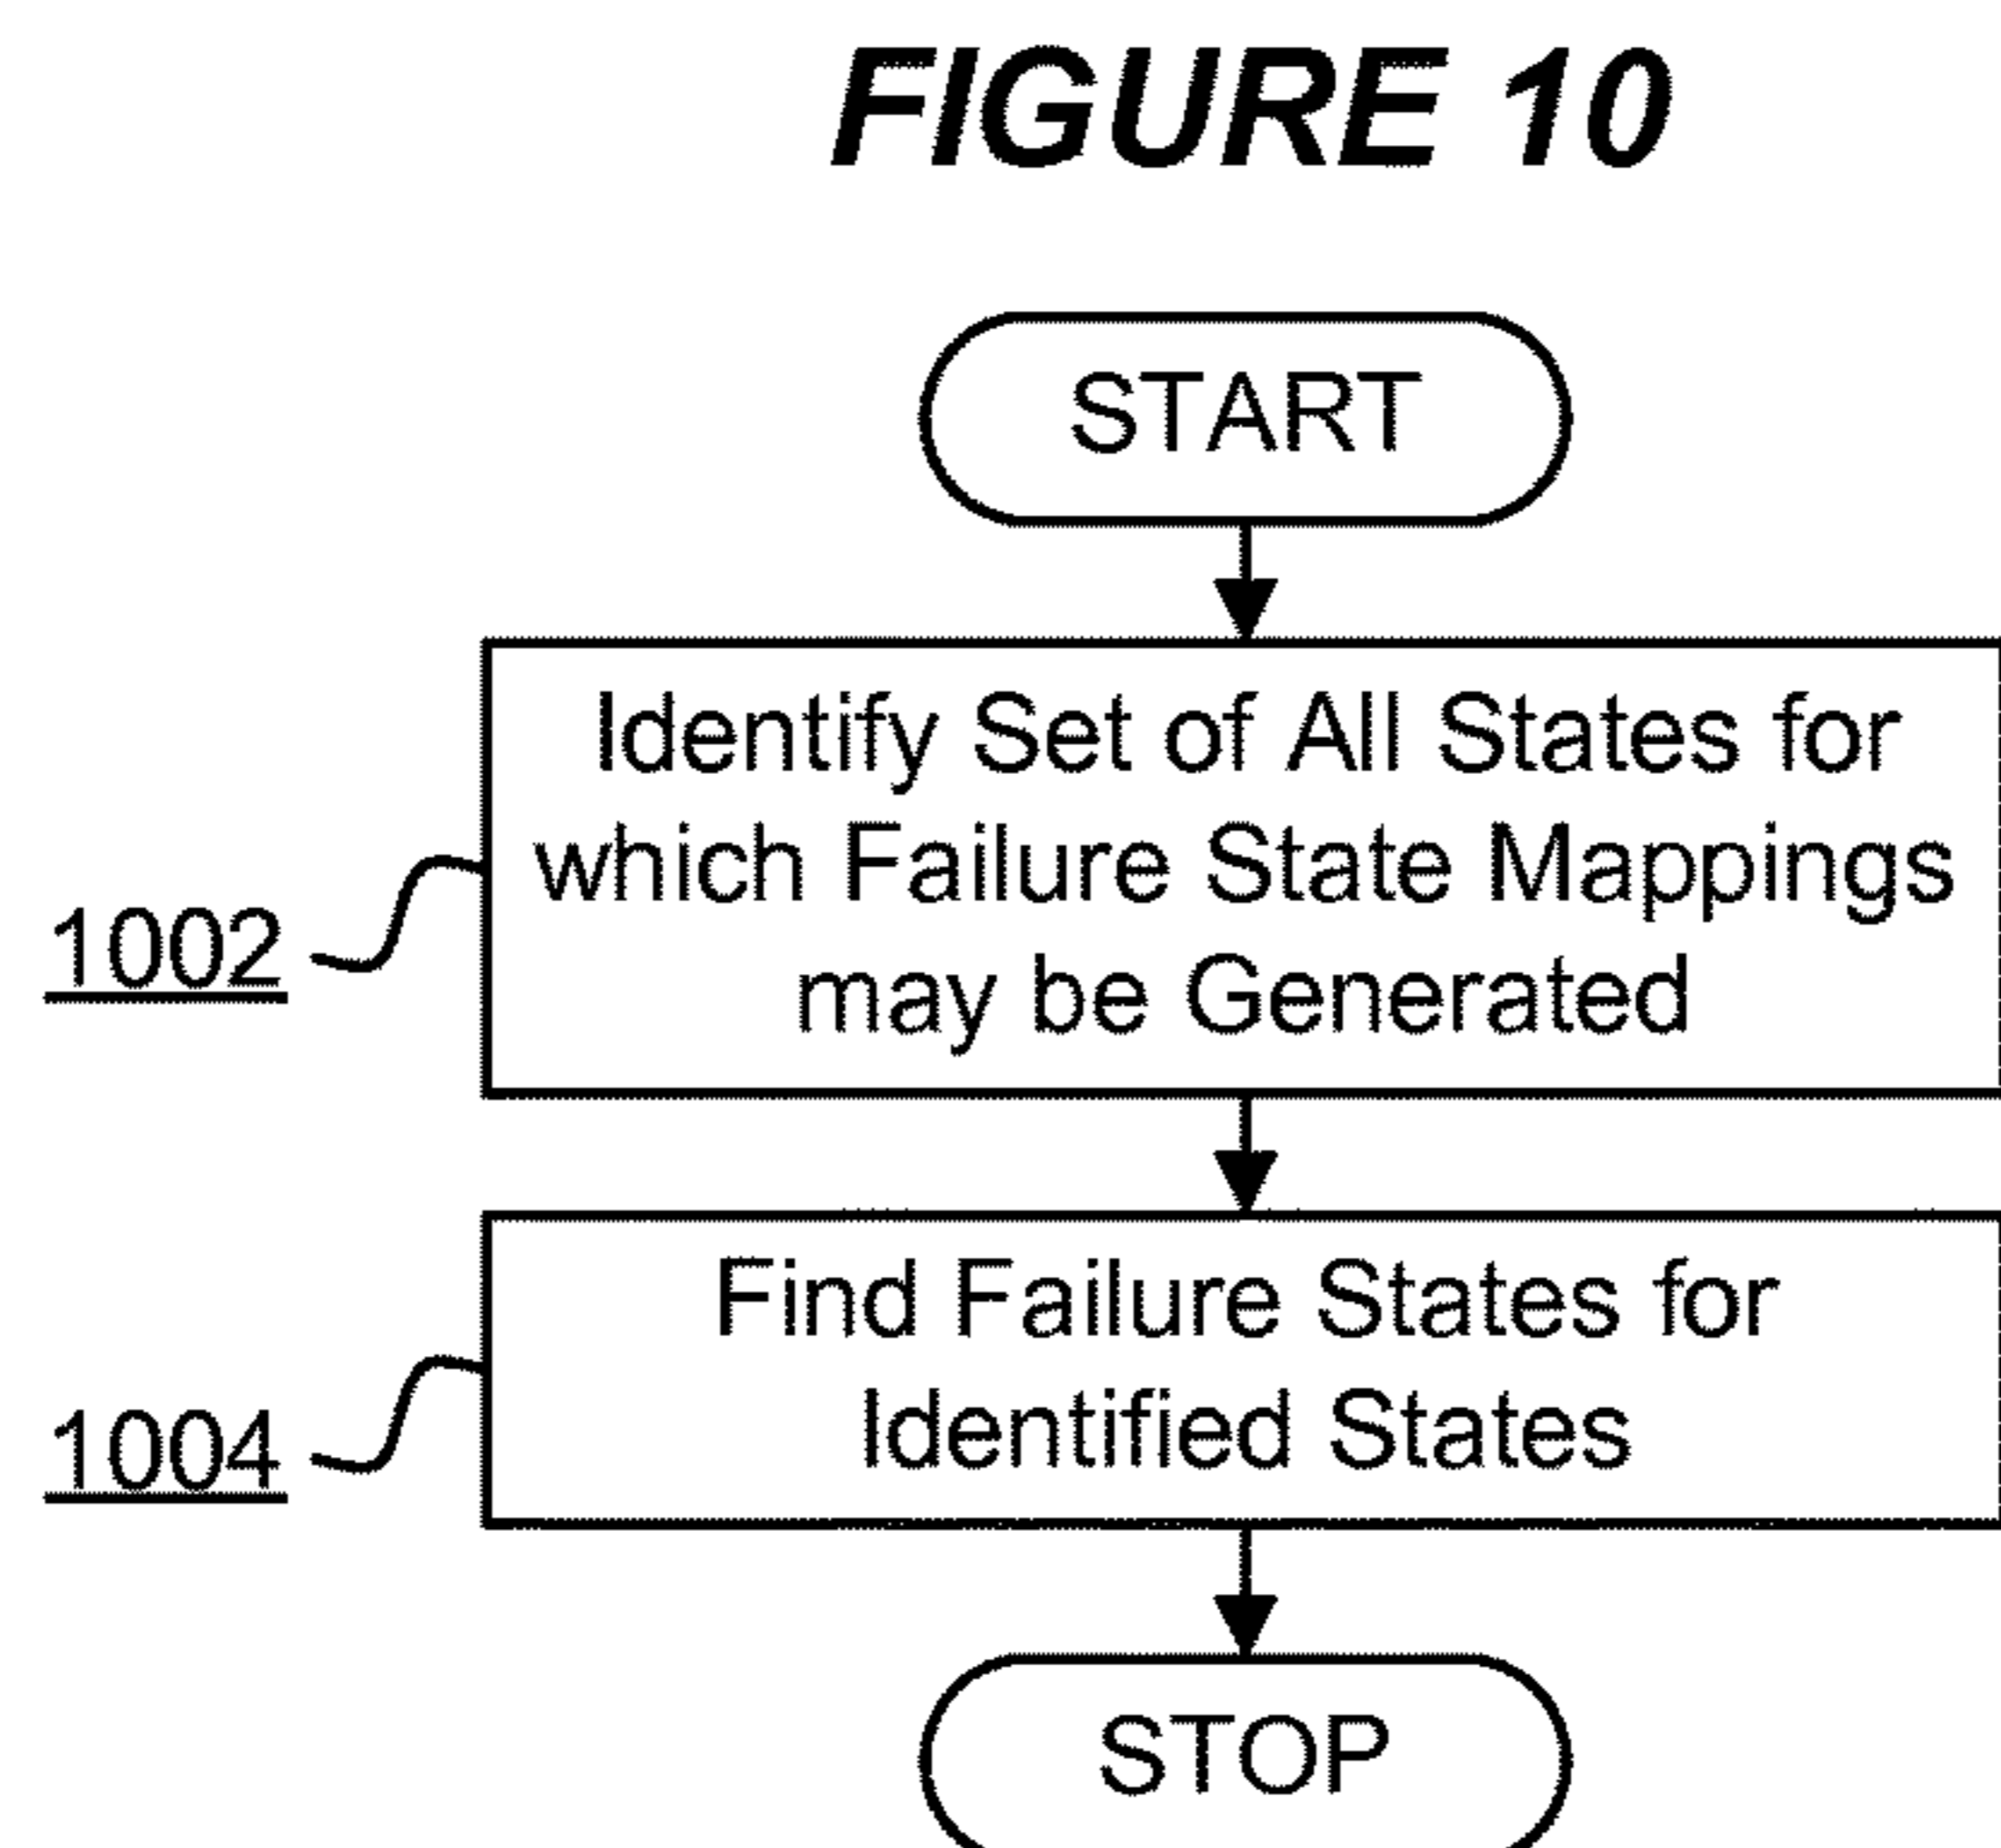 FIGURE 10
START
Identify Set of All States for
which Failure State Mappings
may be Generated
1002
Find Failure States for
Identified States
1004
STOP